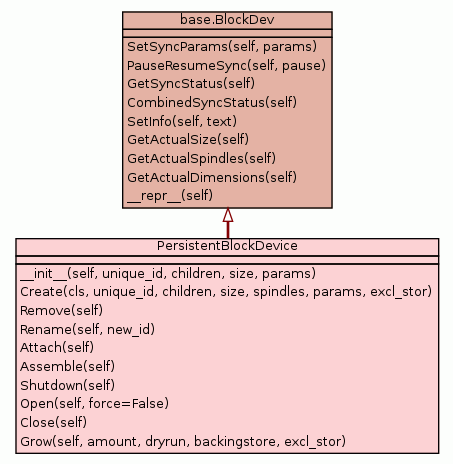 base.BlockDev
SetSyncParams(self, params)
PauseResumeSync(self, pause)
GetSyncStatus(self)
CombinedSyncStatus(self)
SetInfo(self, text)
GetActualSize(self)
GetActualSpindles(self)
GetActualDimensions(self)
__repr__(self)
PersistentBlockDevice
__init__(self, unique_id, children, size, params)
Create(cls, unique_id, children, size, spindles, params, excl_stor)
Remove(self)
Rename(self, new_id)
Attach(self)
Assemble(self)
Shutdown(self)
Open(self, force=False)
Close(self)
Grow(self, amount, dryrun, backingstore, excl_stor)